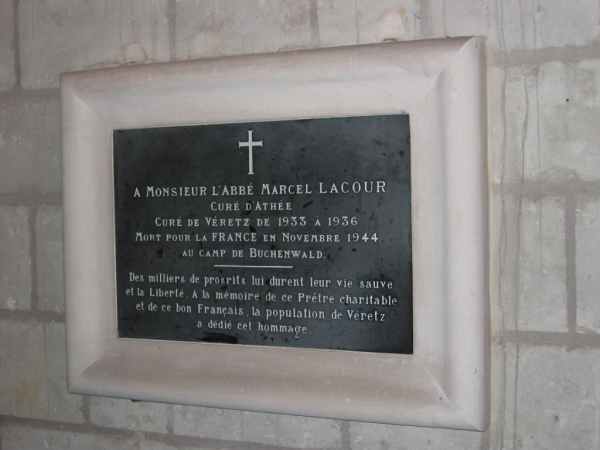 A MONSIEUR L'ABBÉ MARCEL LACOUR
CURÉ D'ATHÉE
CURÉ DE VÉRETZ DE 1933 À 1936
MORT POUR LA FRANCE EN NOVEMBRE 1944
AU CAMP DE BUCHENWALD.
Des milliers de proscrits lui durent leur vie sauve
et la Liberté. A la mémoire de ce Prêtre charitable
et de ce bon Français, la population de Véretz
a dédié cet hommage.